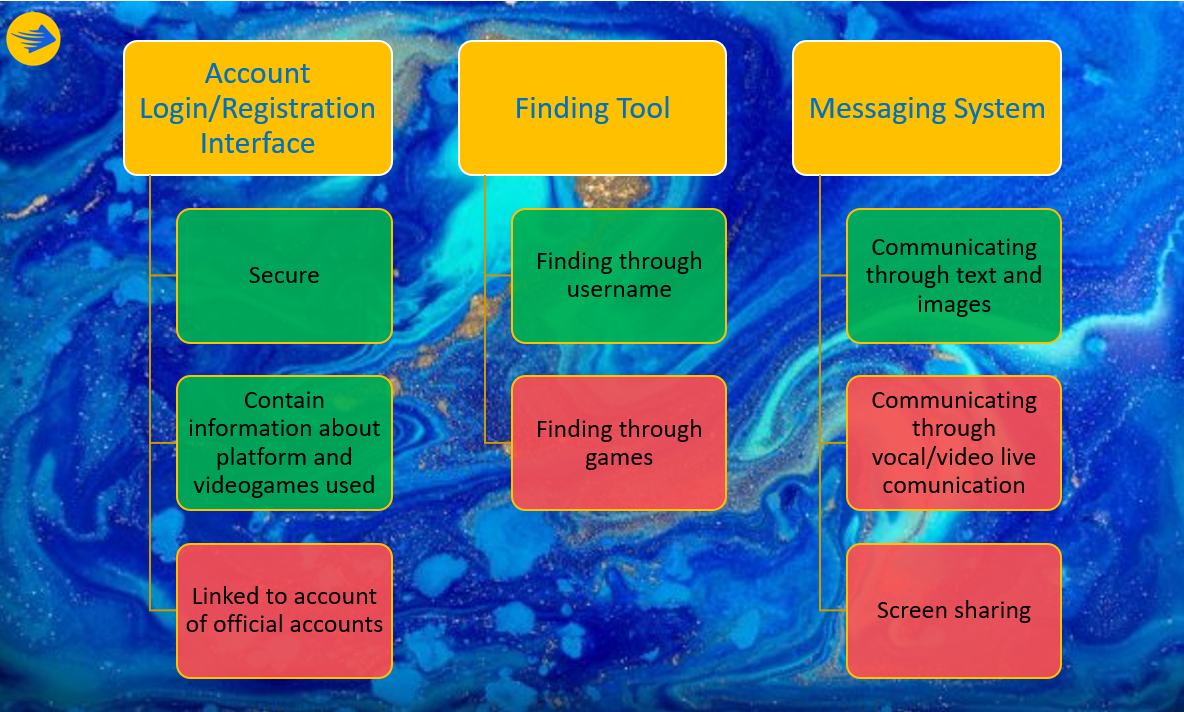 Account
Login/Registration
Interface
Secure
Contain
information about
platform and
videogames used
Linked to account
of official accounts
Finding Tool
Finding through
username
Finding through
games
Messaging System
Communicating
through text and
images
Communicating
through
vocal/video live
comunication
Screen sharing